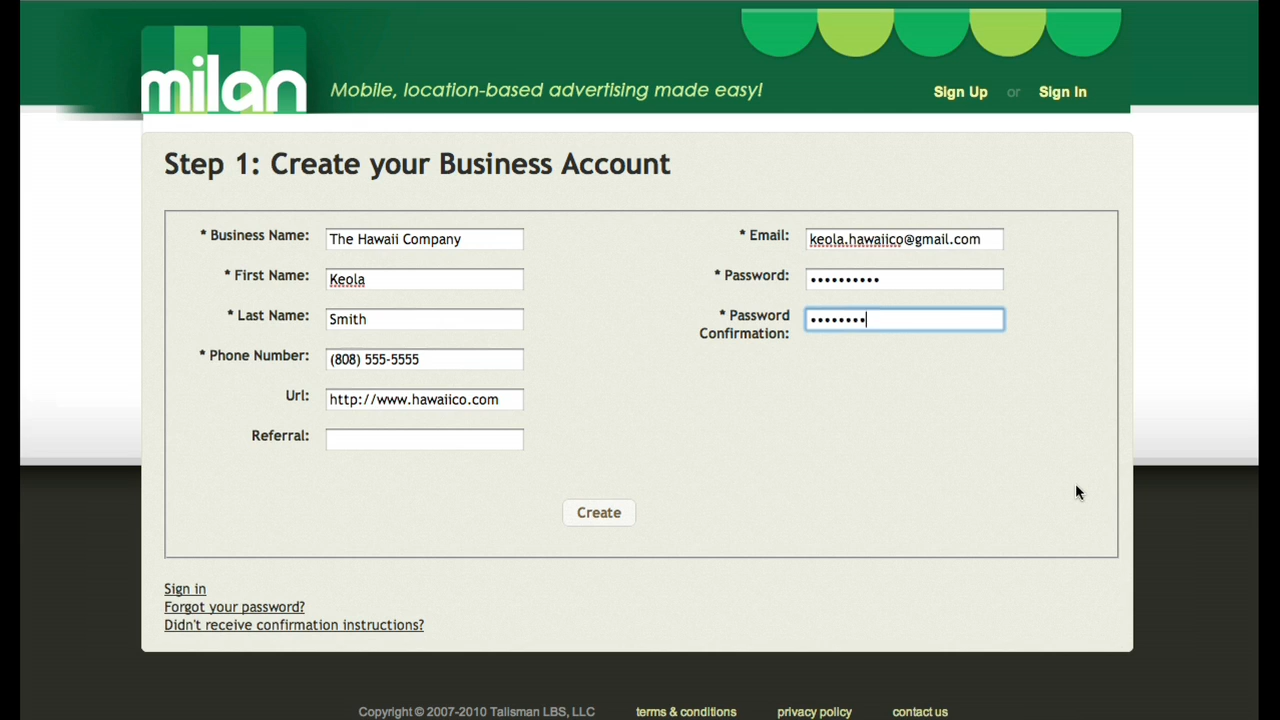 milan
Mobile, location-based advertising made easy!
Sign Up or Sign In
Step 1: Create your Business Account
* Business Name: The Hawaii Company
* First Name: Keola
* Last Name: Smith
* Phone Number: (808) 555-5555
Url: http://www.hawaiico.com
Referral:
* Email: keola.hawaiico@gmail.com
* Password: ••••••••••
* Password
Confirmation: ••••••••
Create
Sign in
Forgot your password?
Didn't receive confirmation instructions?
Copyright © 2007-2010 Talisman LBS, LLC terms & conditions privacy policy contact us